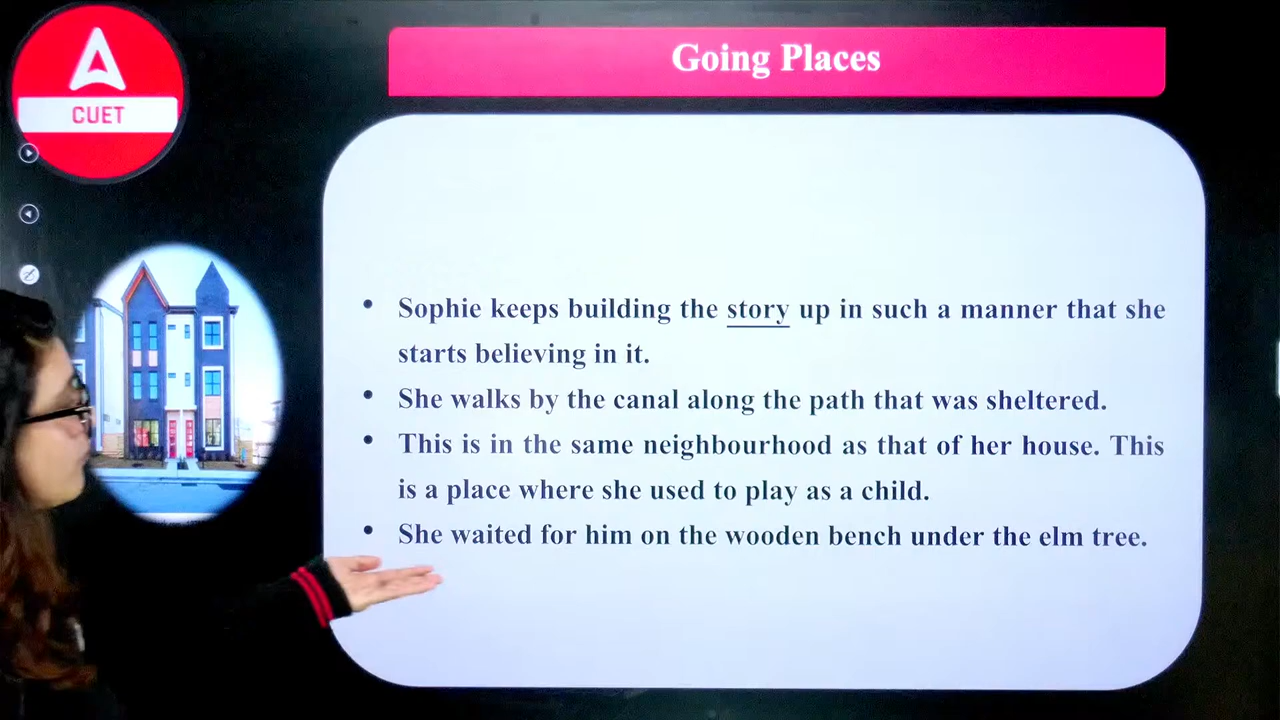 CUET
Going Places
• Sophie keeps building the story up in such a manner that she
starts believing in it.
• She walks by the canal along the path that was sheltered.
• This is in the same neighbourhood as that of her house. This
is a place where she used to play as a child.
• She waited for him on the wooden bench under the elm tree.